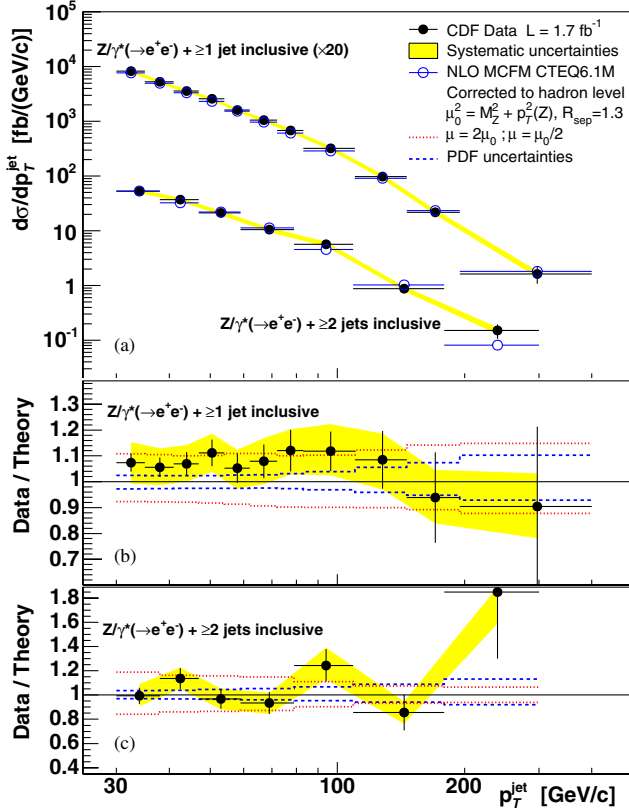 dσ/dp_T^jet [fb/(GeV/c)]
10^5
10^4
10^3
10^2
10
1
10^-1
Z/γ*(→e⁺e⁻) + ≥1 jet inclusive (×20)
CDF Data L = 1.7 fb⁻¹
Systematic uncertainties
NLO MCFM CTEQ6.1M
Corrected to hadron level
μ₀² = M_Z² + p_T²(Z), R_sep=1.3
μ = 2μ₀ ; μ = μ₀/2
PDF uncertainties
Z/γ*(→e⁺e⁻) + ≥2 jets inclusive
(a)
Data / Theory
1.3
1.2
1.1
1
0.9
0.8
0.7
Z/γ*(→e⁺e⁻) + ≥1 jet inclusive
(b)
Data / Theory
1.8
1.6
1.4
1.2
1
0.8
0.6
0.4
Z/γ*(→e⁺e⁻) + ≥2 jets inclusive
(c)
30 100 200
p_T^jet [GeV/c]